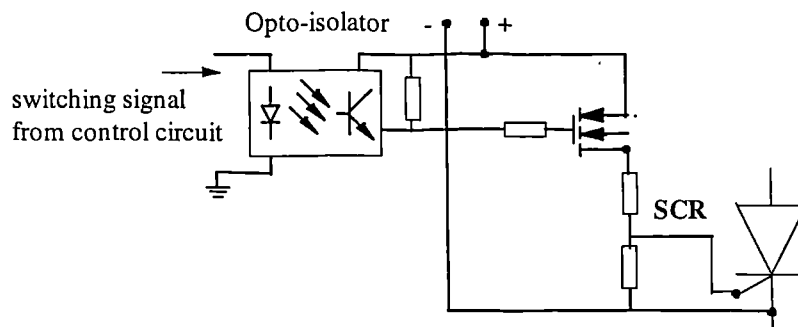 Opto-isolator
- +
switching signal
from control circuit
SCR